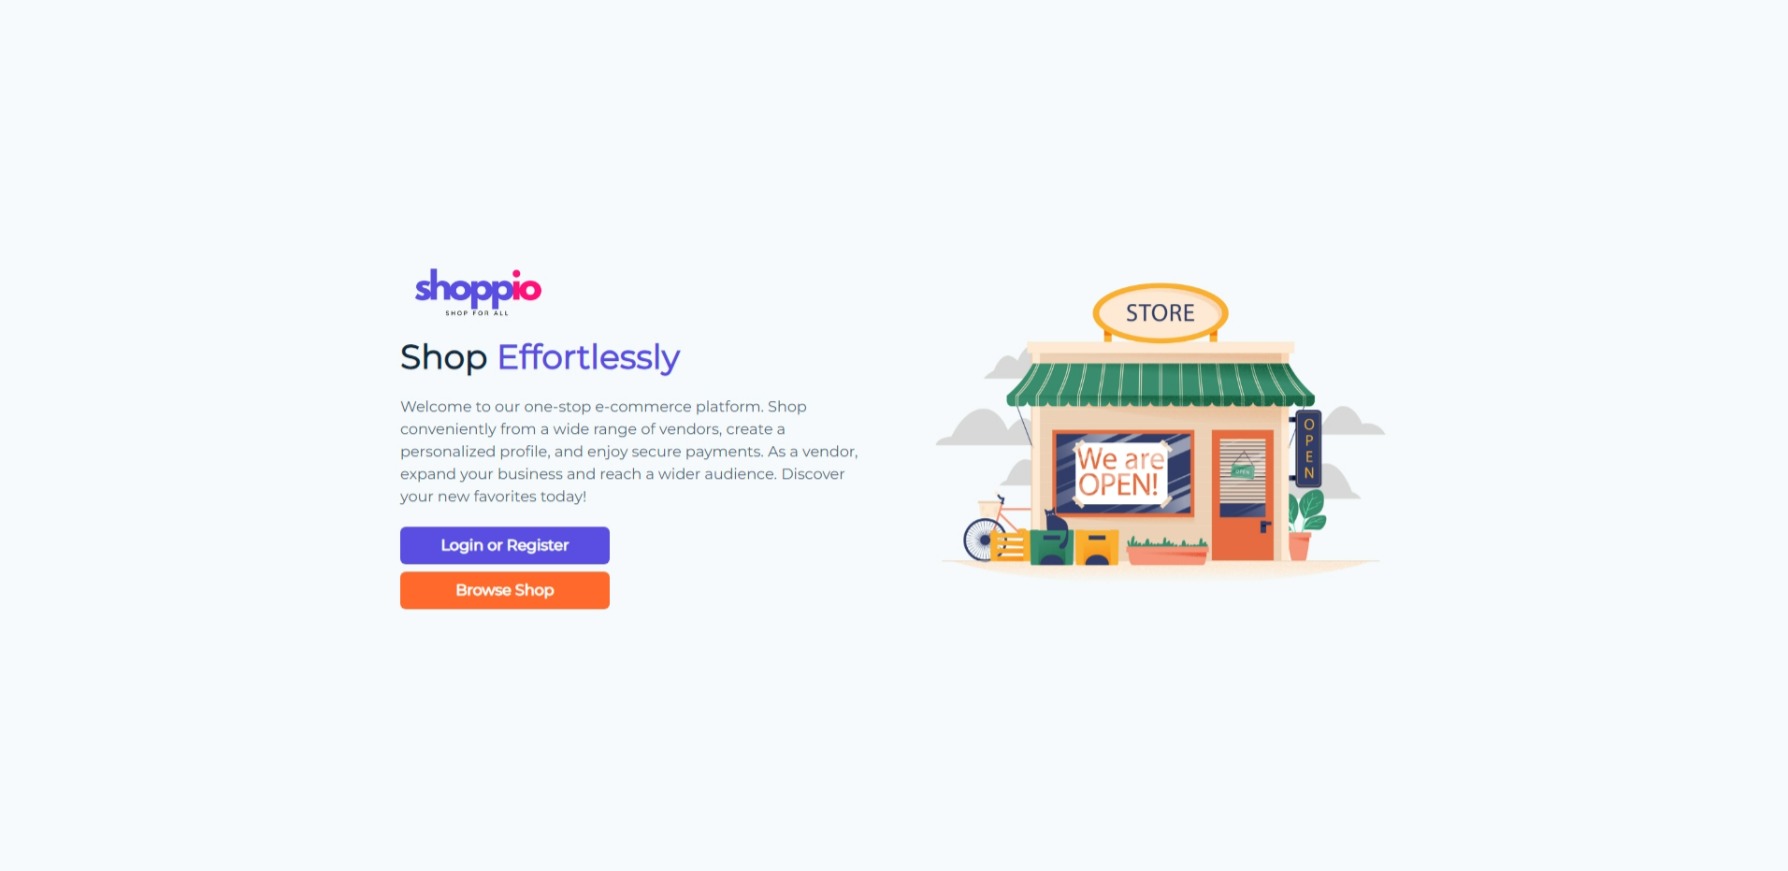 shoppio
SHOP FOR ALL
Shop Effortlessly
Welcome to our one-stop e-commerce platform. Shop
conveniently from a wide range of vendors, create a
personalized profile, and enjoy secure payments. As a vendor,
expand your business and reach a wider audience. Discover
your new favorites today!
Login or Register
Browse Shop
STORE
OPEN
We are
OPEN!
OPEN